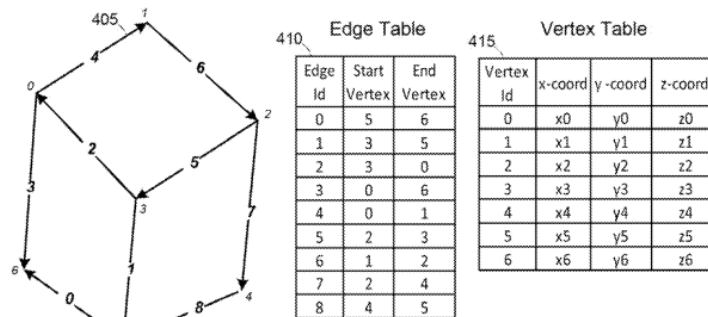 405
1
4
6
0
2
2
5
3
3
7
1
6
0
8
4
410
Edge Table
Edge Id Start Vertex End Vertex
0 5 6
1 3 5
2 3 0
3 0 6
4 0 1
5 2 3
6 1 2
7 2 4
8 4 5
415
Vertex Table
Vertex Id x-coord y-coord z-coord
0 x0 y0 z0
1 x1 y1 z1
2 x2 y2 z2
3 x3 y3 z3
4 x4 y4 z4
5 x5 y5 z5
6 x6 y6 z6